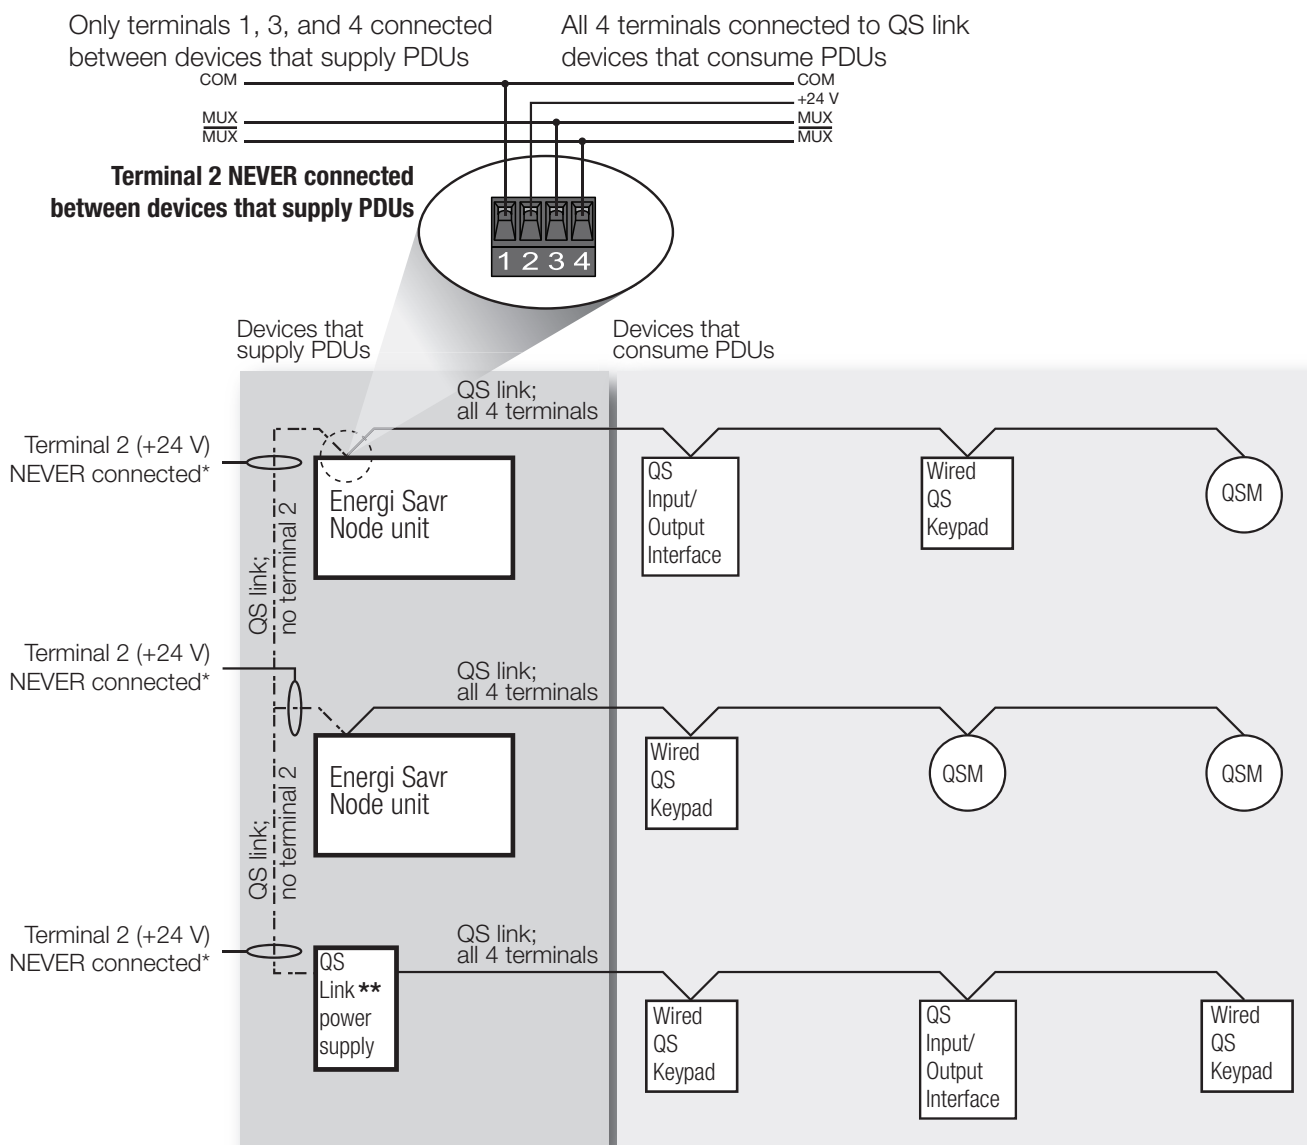 Only terminals 1, 3, and 4 connected
between devices that supply PDUs
All 4 terminals connected to QS link
devices that consume PDUs
COM
COM
+24 V
MUX
MUX
MUX
MUX
Terminal 2 NEVER connected
between devices that supply PDUs
1 2 3 4
Devices that
supply PDUs
Devices that
consume PDUs
QS link;
all 4 terminals
Terminal 2 (+24 V)
NEVER connected*
Energi Savr
Node unit
QS
Input/
Output
Interface
Wired
QS
Keypad
QSM
QS link;
no terminal 2
Terminal 2 (+24 V)
NEVER connected*
QS link;
all 4 terminals
Energi Savr
Node unit
Wired
QS
Keypad
QSM
QSM
QS link;
no terminal 2
Terminal 2 (+24 V)
NEVER connected*
QS link;
all 4 terminals
QS
Link**
power
supply
Wired
QS
Keypad
QS
Input/
Output
Interface
Wired
QS
Keypad